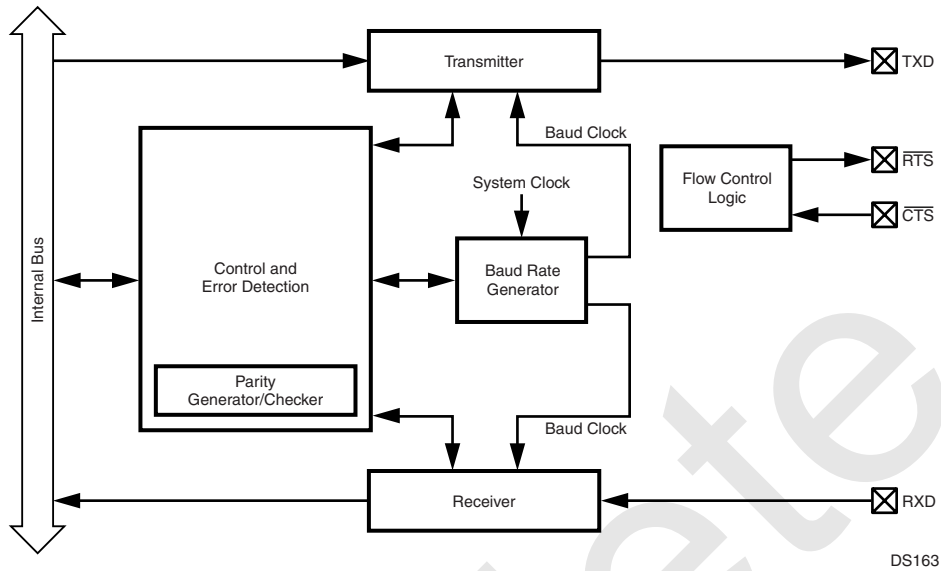 Transmitter
TXD
Baud Clock
RTS
System Clock
Flow Control
Logic
CTS
Internal Bus
Control and
Error Detection
Baud Rate
Generator
Parity
Generator/Checker
Baud Clock
Receiver
RXD
DS163